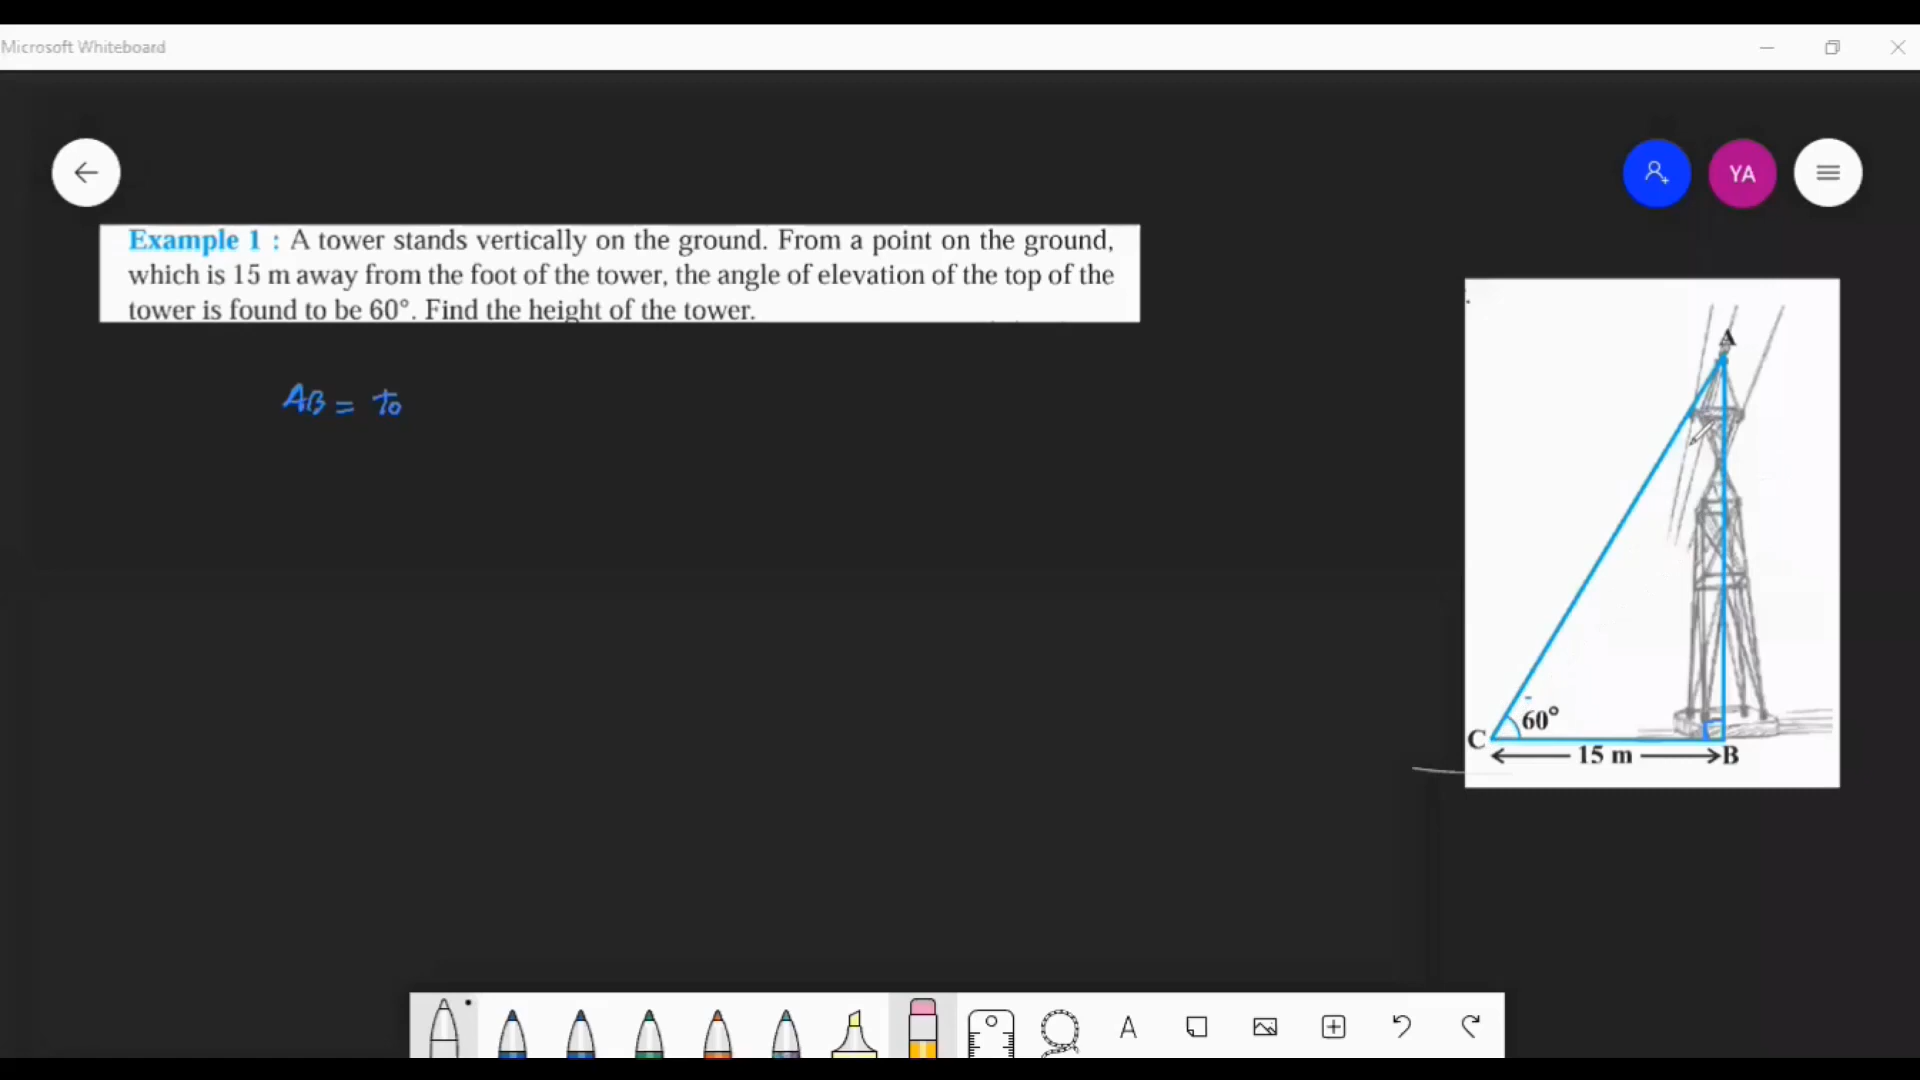 Microsoft Whiteboard
YA
Example 1 : A tower stands vertically on the ground. From a point on the ground,
which is 15 m away from the foot of the tower, the angle of elevation of the top of the
tower is found to be 60°. Find the height of the tower.
AB = To
A
60°
C
15 m
B
A